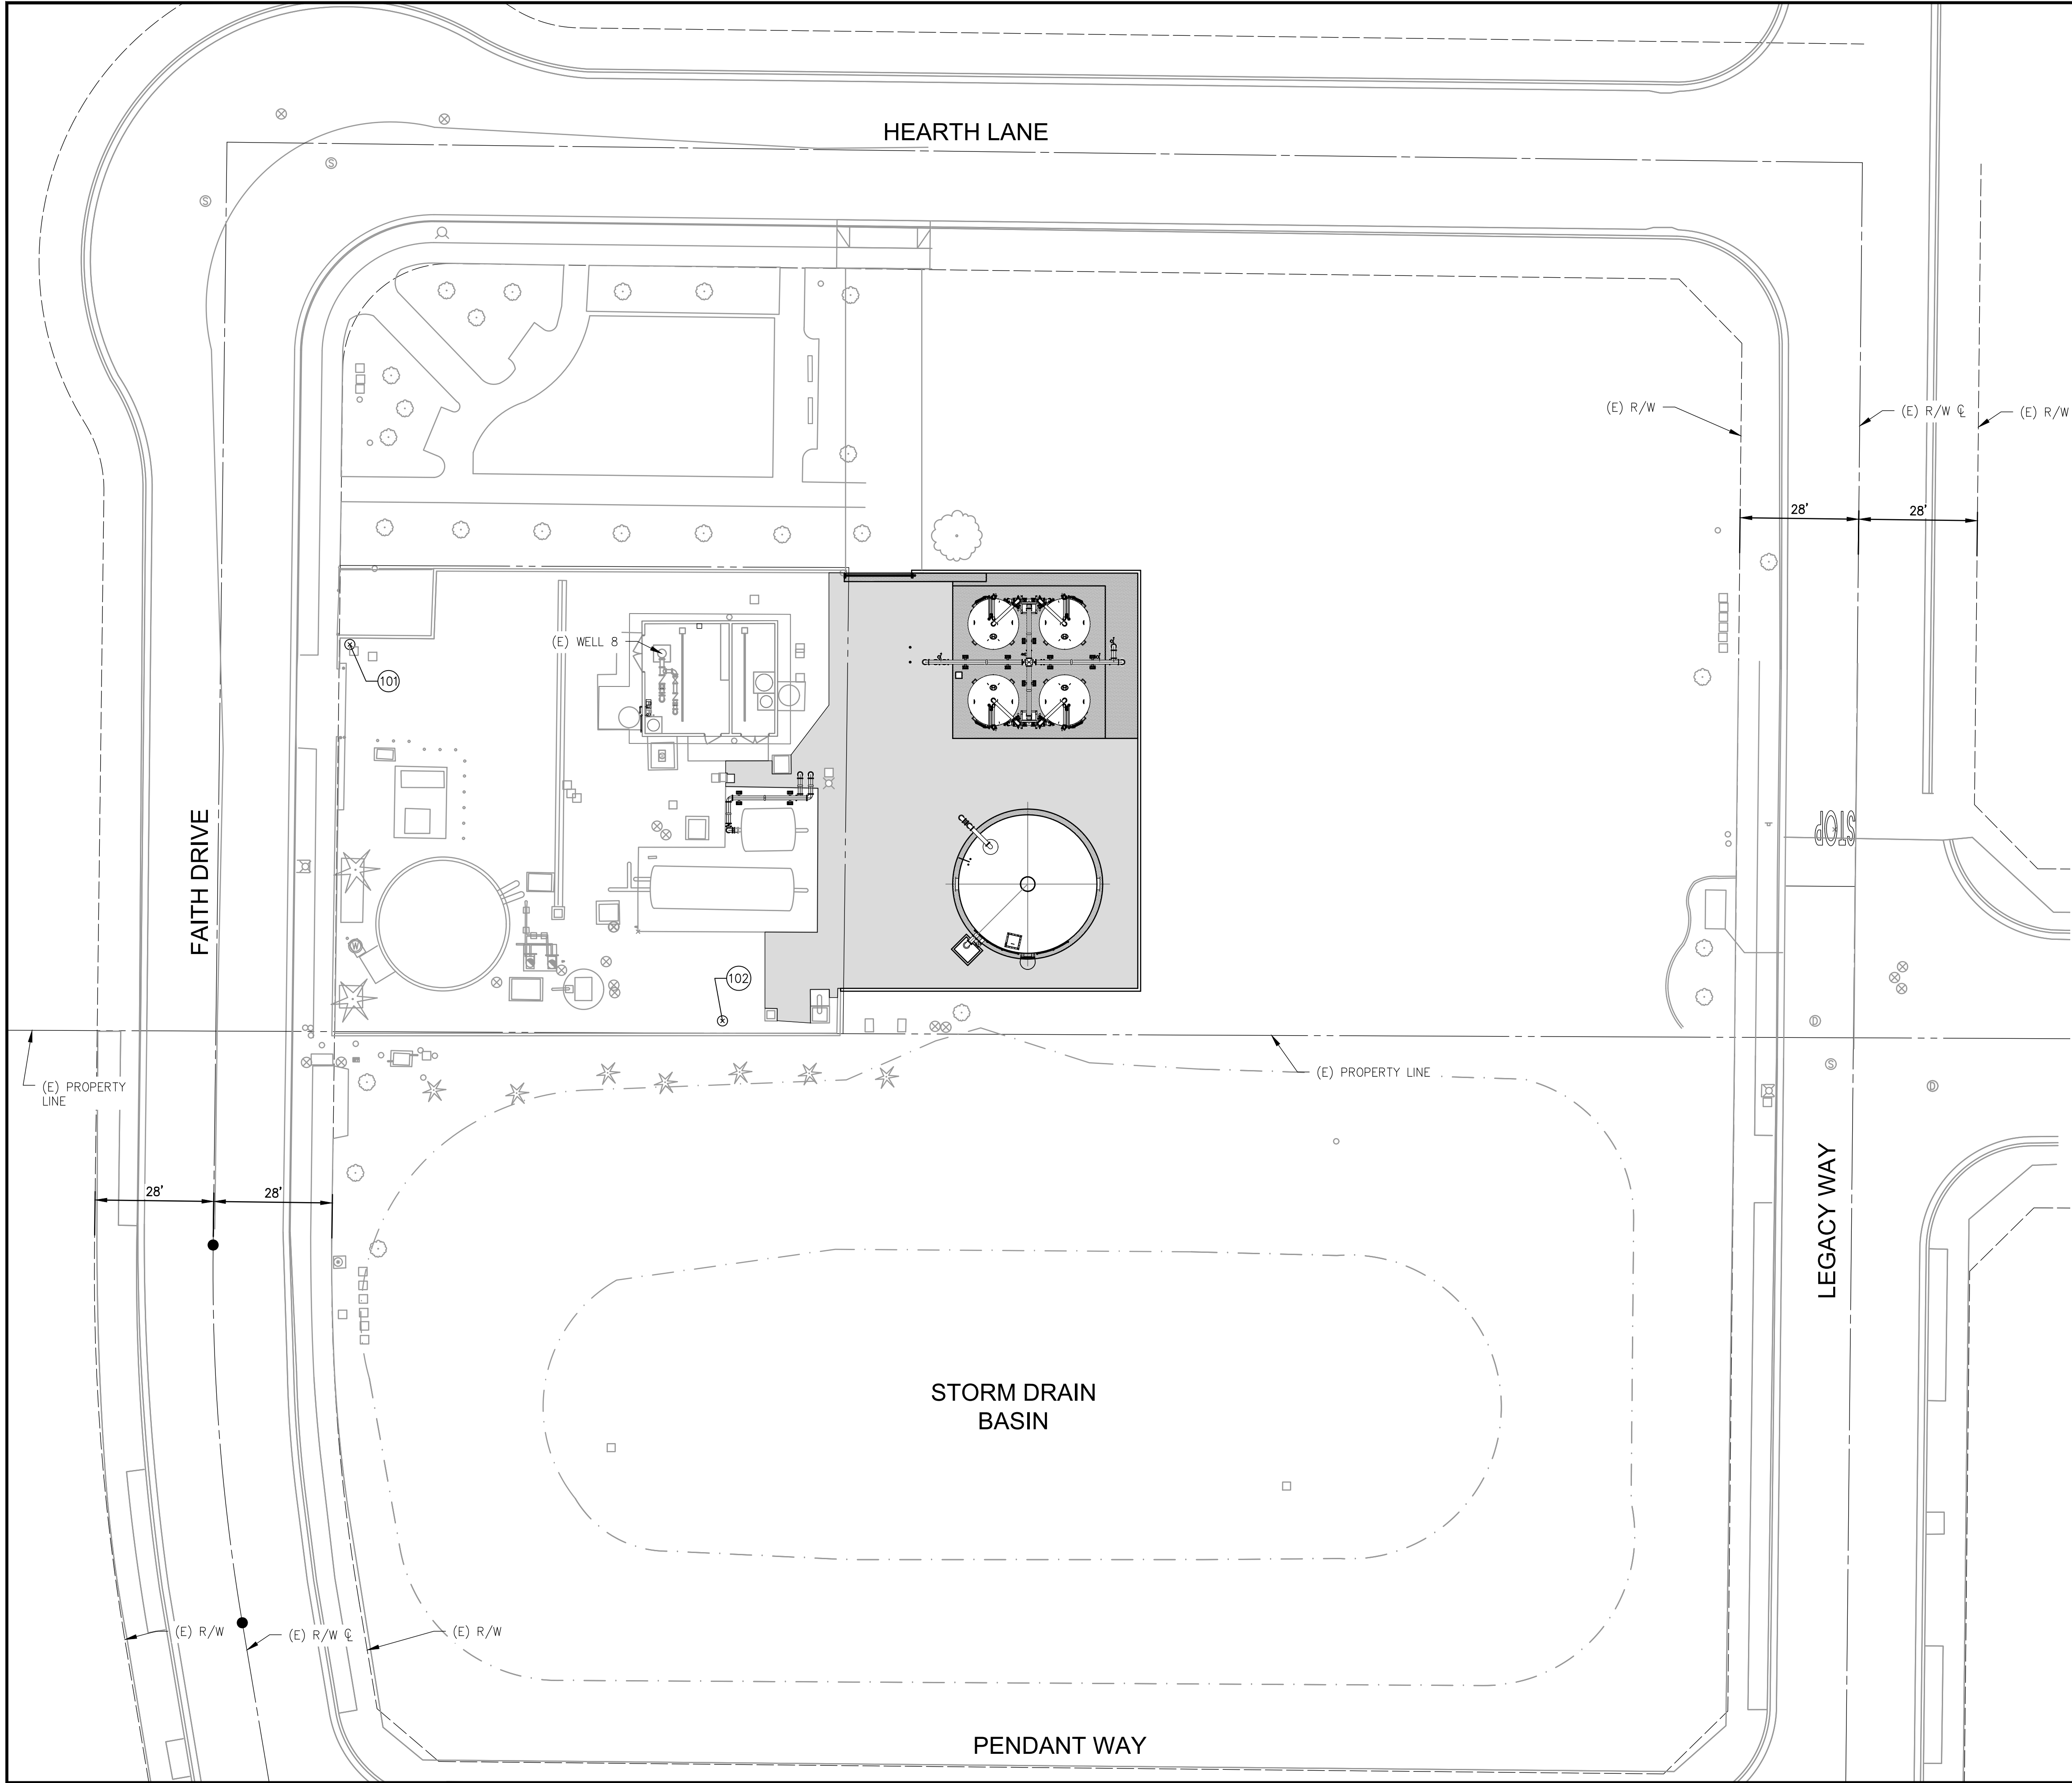 HEARTH LANE
(E) R/W
(E) R/W ℄
(E) R/W
28'
28'
(E) WELL 8
101
FAITH DRIVE
STOP
W
102
(E) PROPERTY
LINE
(E) PROPERTY LINE
S
S
D
S
D
28'
28'
LEGACY WAY
STORM DRAIN
BASIN
(E) R/W
(E) R/W ℄
(E) R/W
PENDANT WAY